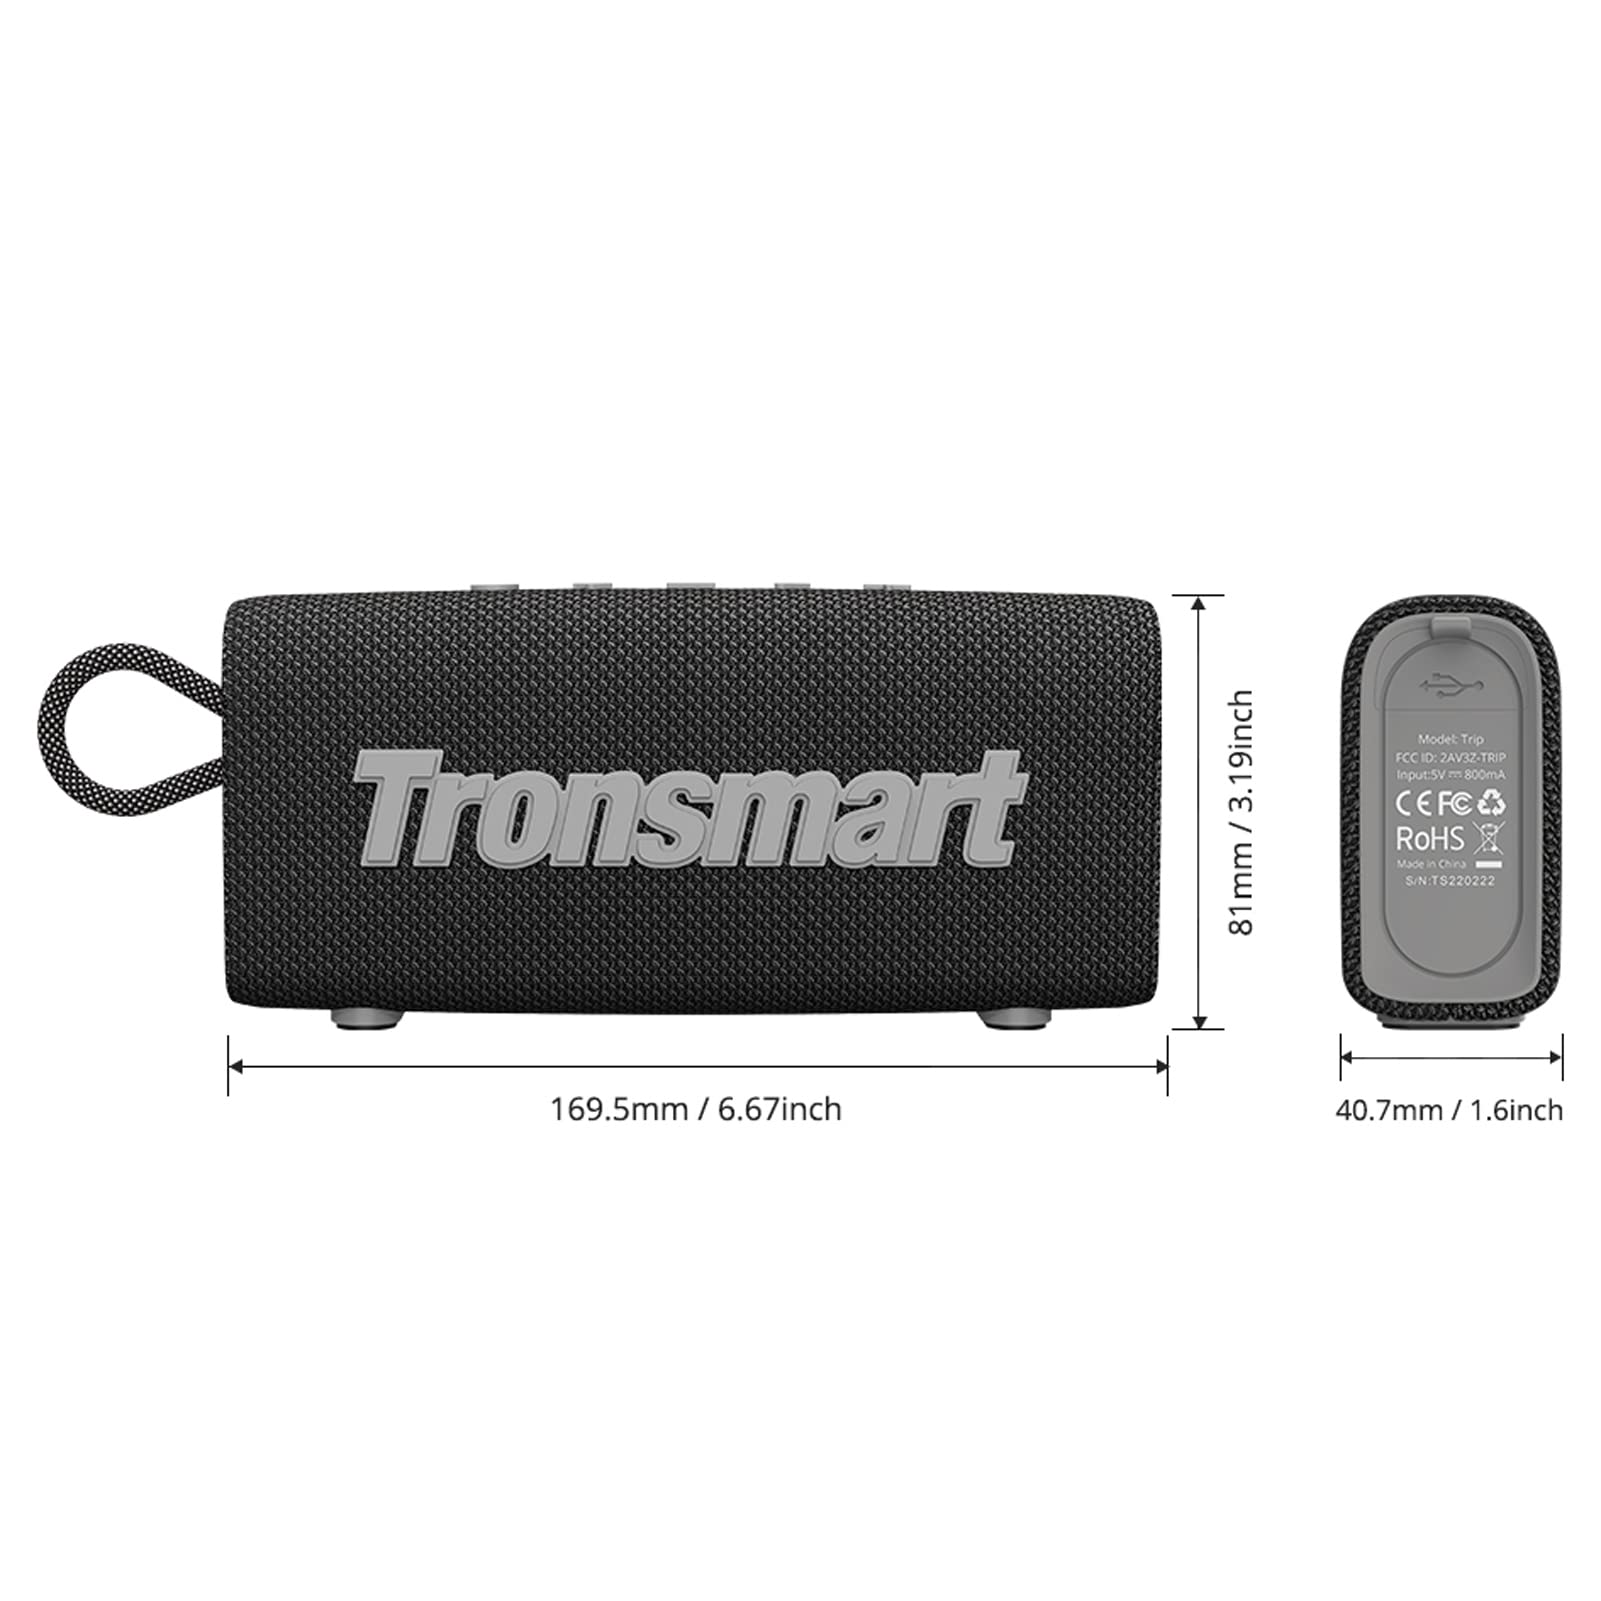 Tronsmart
169.5mm / 6.67inch
81mm / 3.19inch
Model: Trip
FCC ID: 2AV3Z-TRIP
Input:5V ⎓ 800mA
CE FC
RoHS
Made in China
S/N:TS220222
40.7mm / 1.6inch